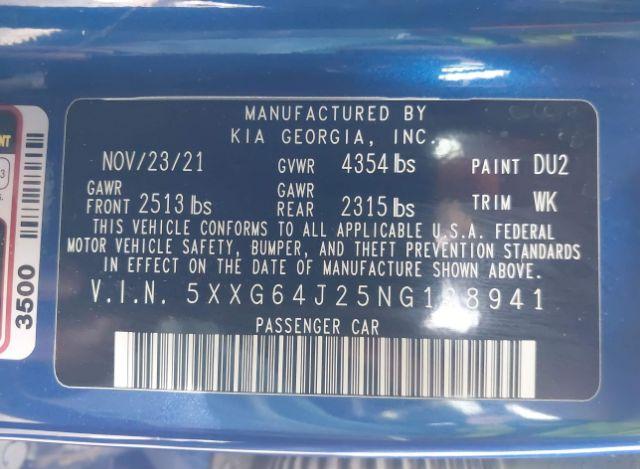 MANUFACTURED BY
KIA GEORGIA, INC.
NOV/23/21 GVWR 4354 lbs PAINT DU2
GAWR FRONT 2513 lbs GAWR REAR 2315 lbs TRIM WK
THIS VEHICLE CONFORMS TO ALL APPLICABLE U.S.A. FEDERAL
MOTOR VEHICLE SAFETY, BUMPER, AND THEFT PREVENTION STANDARDS
IN EFFECT ON THE DATE OF MANUFACTURE SHOWN ABOVE.
V.I.N. 5XXG64J25NG128941
PASSENGER CAR
3500